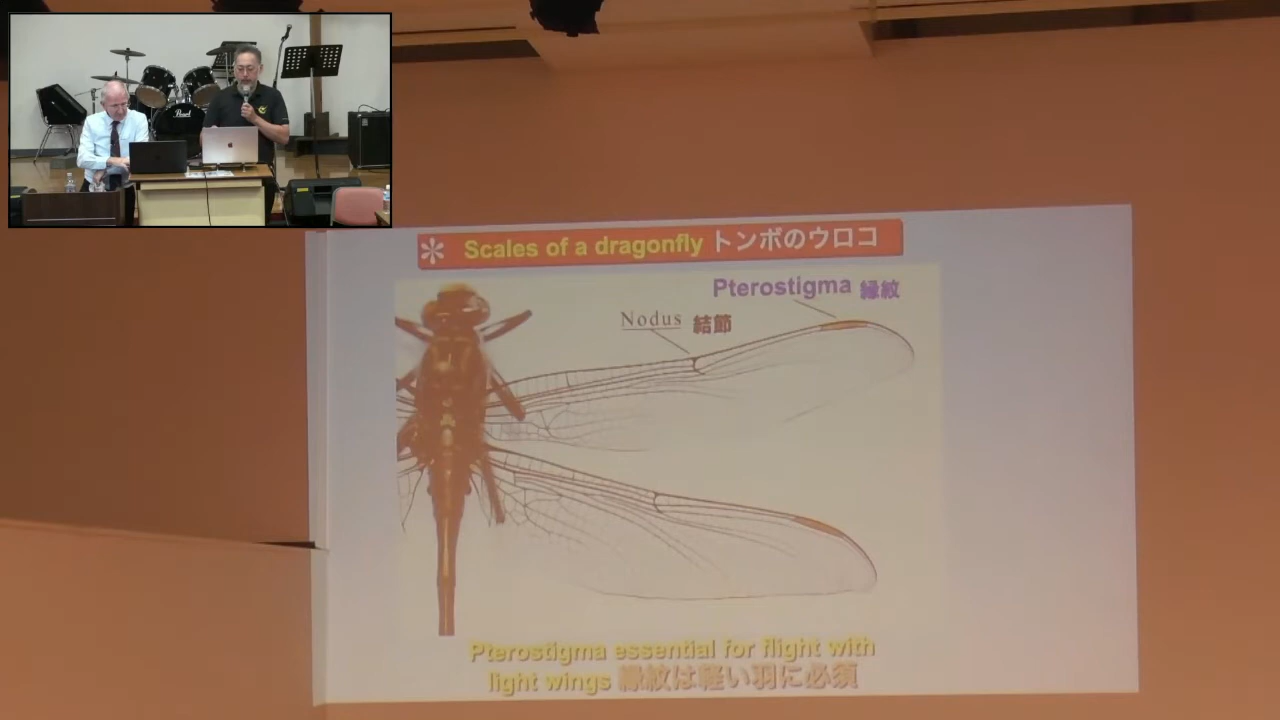 Pearl
* Scales of a dragonfly トンボのウロコ
Pterostigma 縁紋
Nodus 結節
Pterostigma essential for flight with
light wings 縁紋は軽い羽に必須